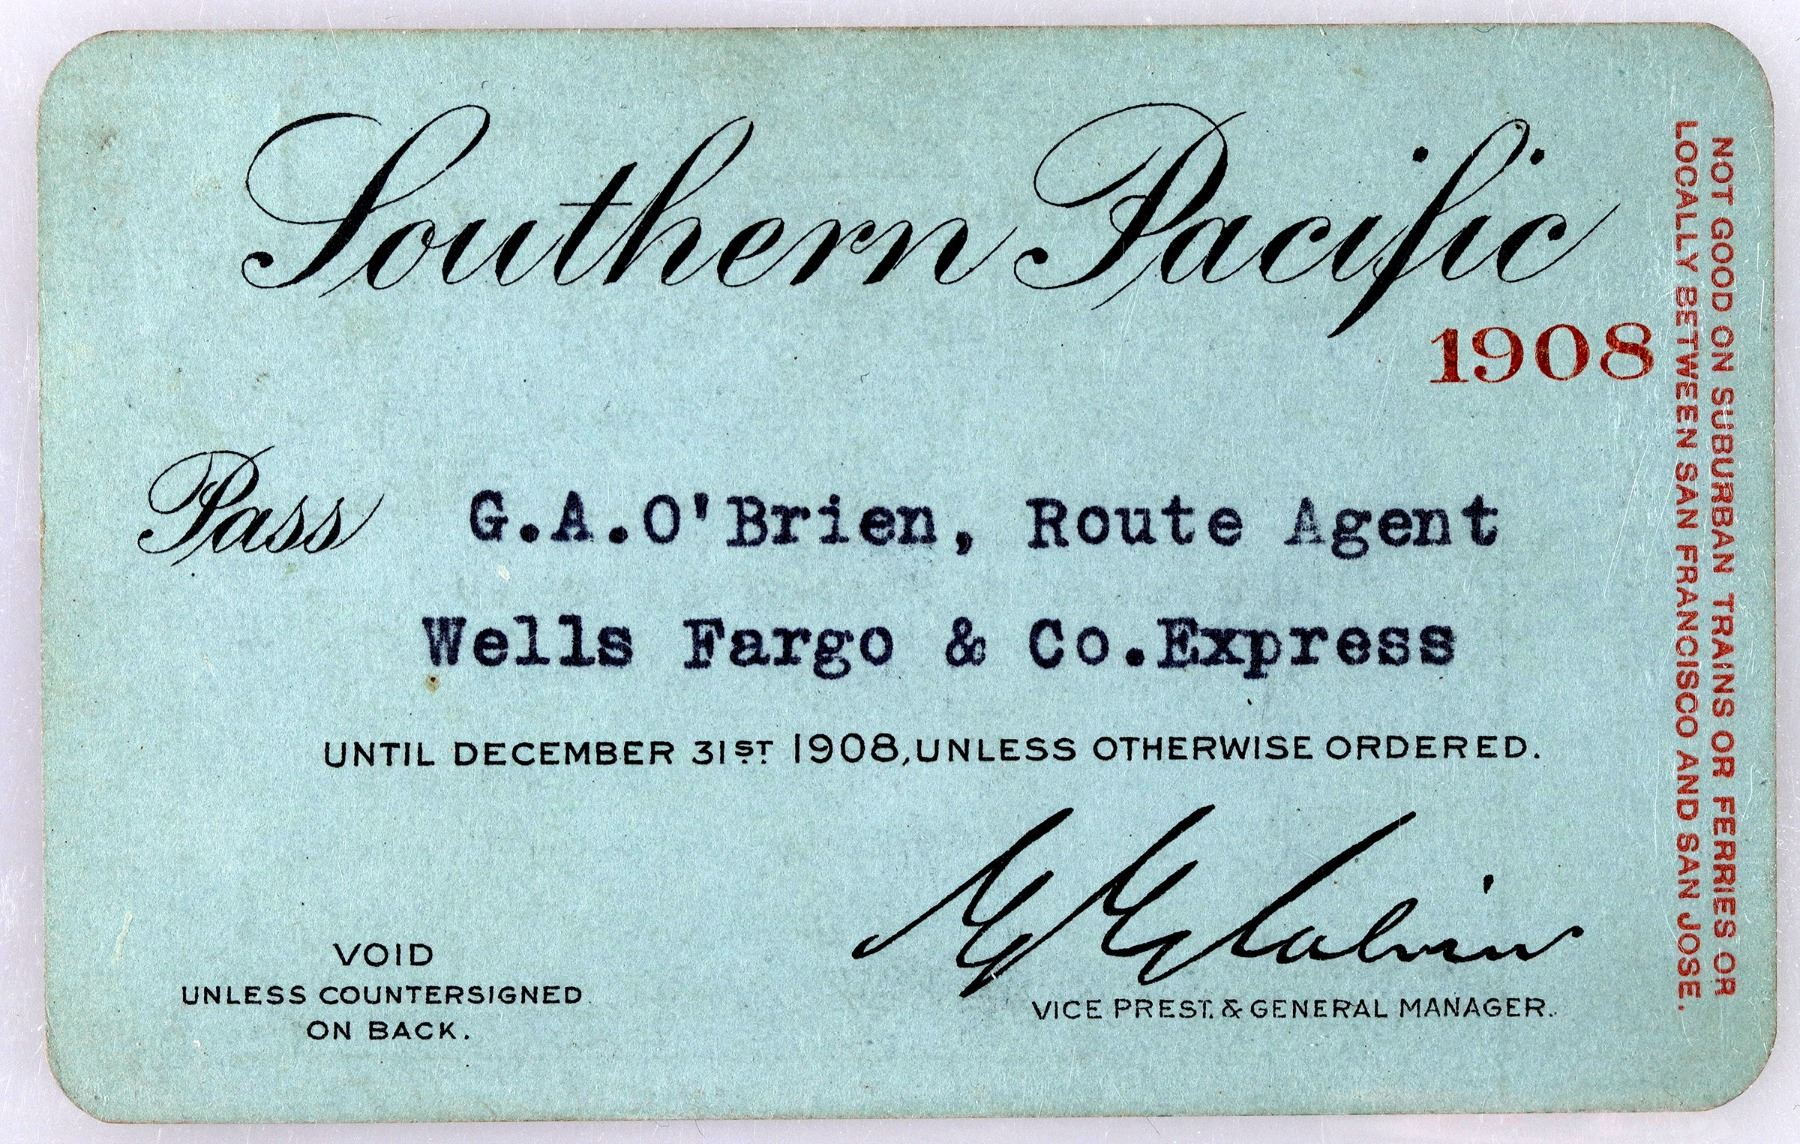 Southern Pacific
1908
Pass G.A.O'Brien, Route Agent
Wells Fargo & Co.Express
UNTIL DECEMBER 31ST 1908, UNLESS OTHERWISE ORDERED.
VOID
UNLESS COUNTERSIGNED
ON BACK.
VICE PREST. & GENERAL MANAGER.
NOT GOOD ON SUBURBAN TRAINS OR FERRIES OR
LOCALLY BETWEEN SAN FRANCISCO AND SAN JOSE.